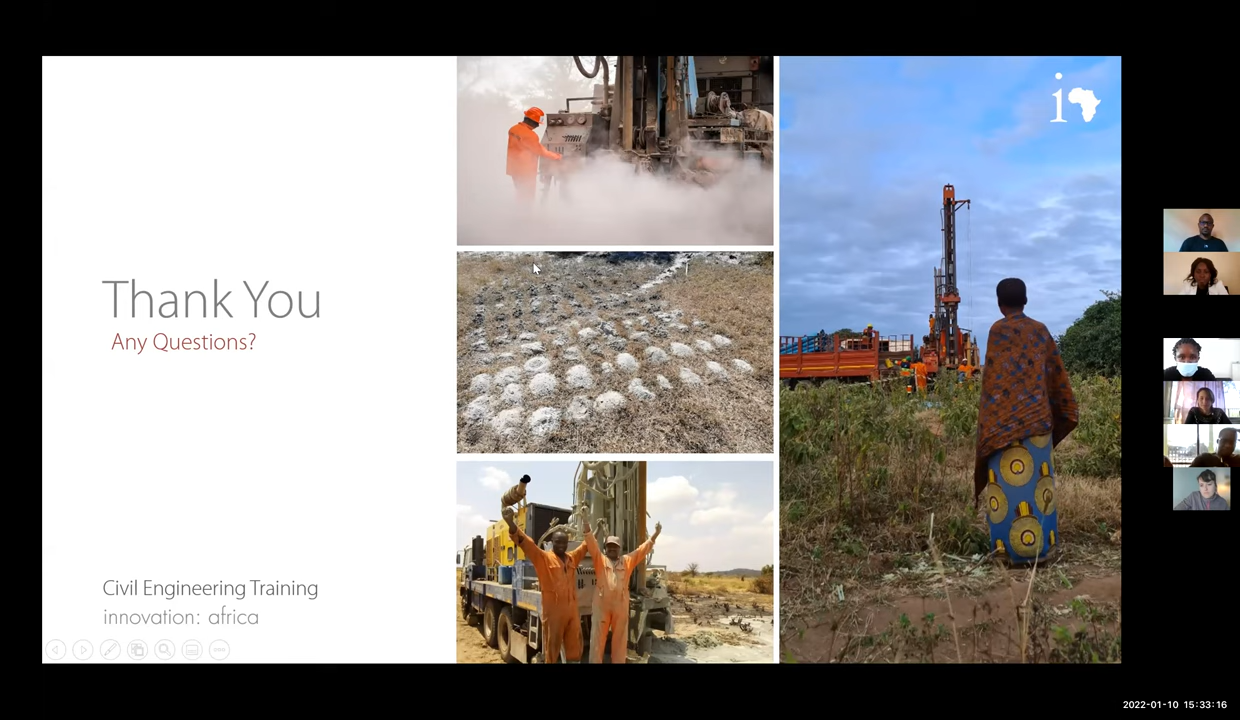 Thank You
Any Questions?
Civil Engineering Training
innovation: africa
i
2022-01-10 15:33:16